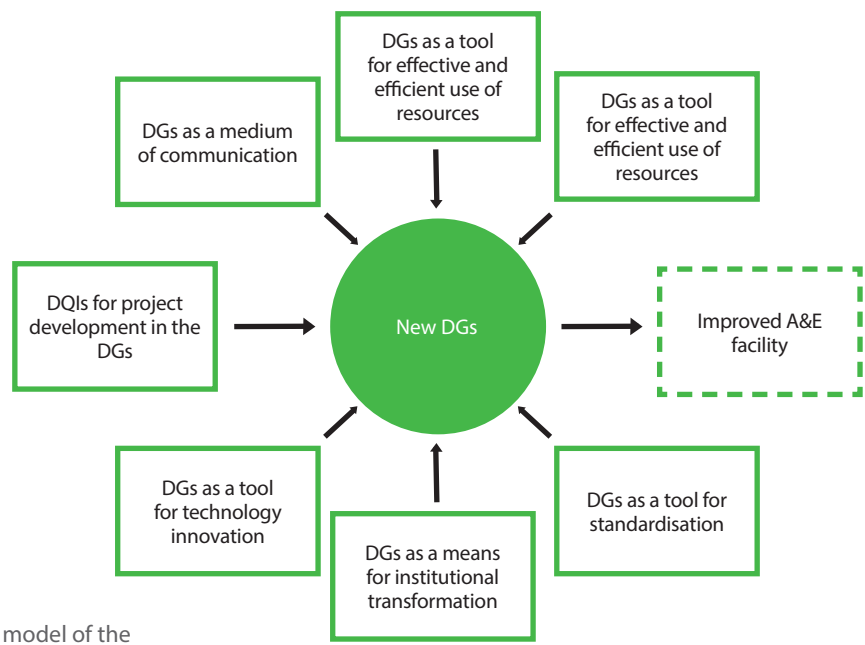 DGs as a tool
for effective and
efficient use of
resources
DGs as a tool
for effective and
efficient use of
resources
DGs as a medium
of communication
DQIs for project
development in the
DGs
New DGs
Improved A&E
facility
DGs as a tool
for technology
innovation
DGs as a means
for institutional
transformation
DGs as a tool for
standardisation
model of the